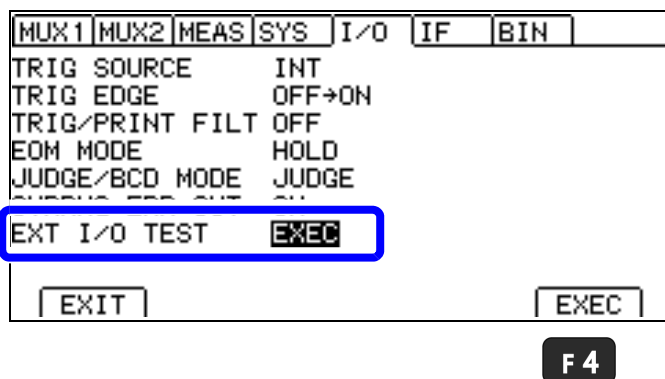 MUX1 MUX2 MEAS SYS I/O IF BIN
TRIG SOURCE INT
TRIG EDGE OFF→ON
TRIG/PRINT FILT OFF
EOM MODE HOLD
JUDGE/BCD MODE JUDGE
EXT I/O TEST EXEC
EXIT EXEC
F4